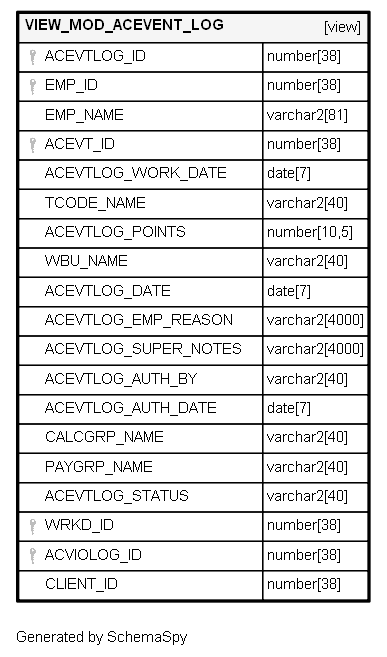 VIEW_MOD_ACEVENT_LOG [view]
ACEVTLOG_ID number[38]
EMP_ID number[38]
EMP_NAME varchar2[81]
ACEVT_ID number[38]
ACEVTLOG_WORK_DATE date[7]
TCODE_NAME varchar2[40]
ACEVTLOG_POINTS number[10,5]
WBU_NAME varchar2[40]
ACEVTLOG_DATE date[7]
ACEVTLOG_EMP_REASON varchar2[4000]
ACEVTLOG_SUPER_NOTES varchar2[4000]
ACEVTLOG_AUTH_BY varchar2[40]
ACEVTLOG_AUTH_DATE date[7]
CALCGRP_NAME varchar2[40]
PAYGRP_NAME varchar2[40]
ACEVTLOG_STATUS varchar2[40]
WRKD_ID number[38]
ACVIOLOG_ID number[38]
CLIENT_ID number[38]
Generated by SchemaSpy